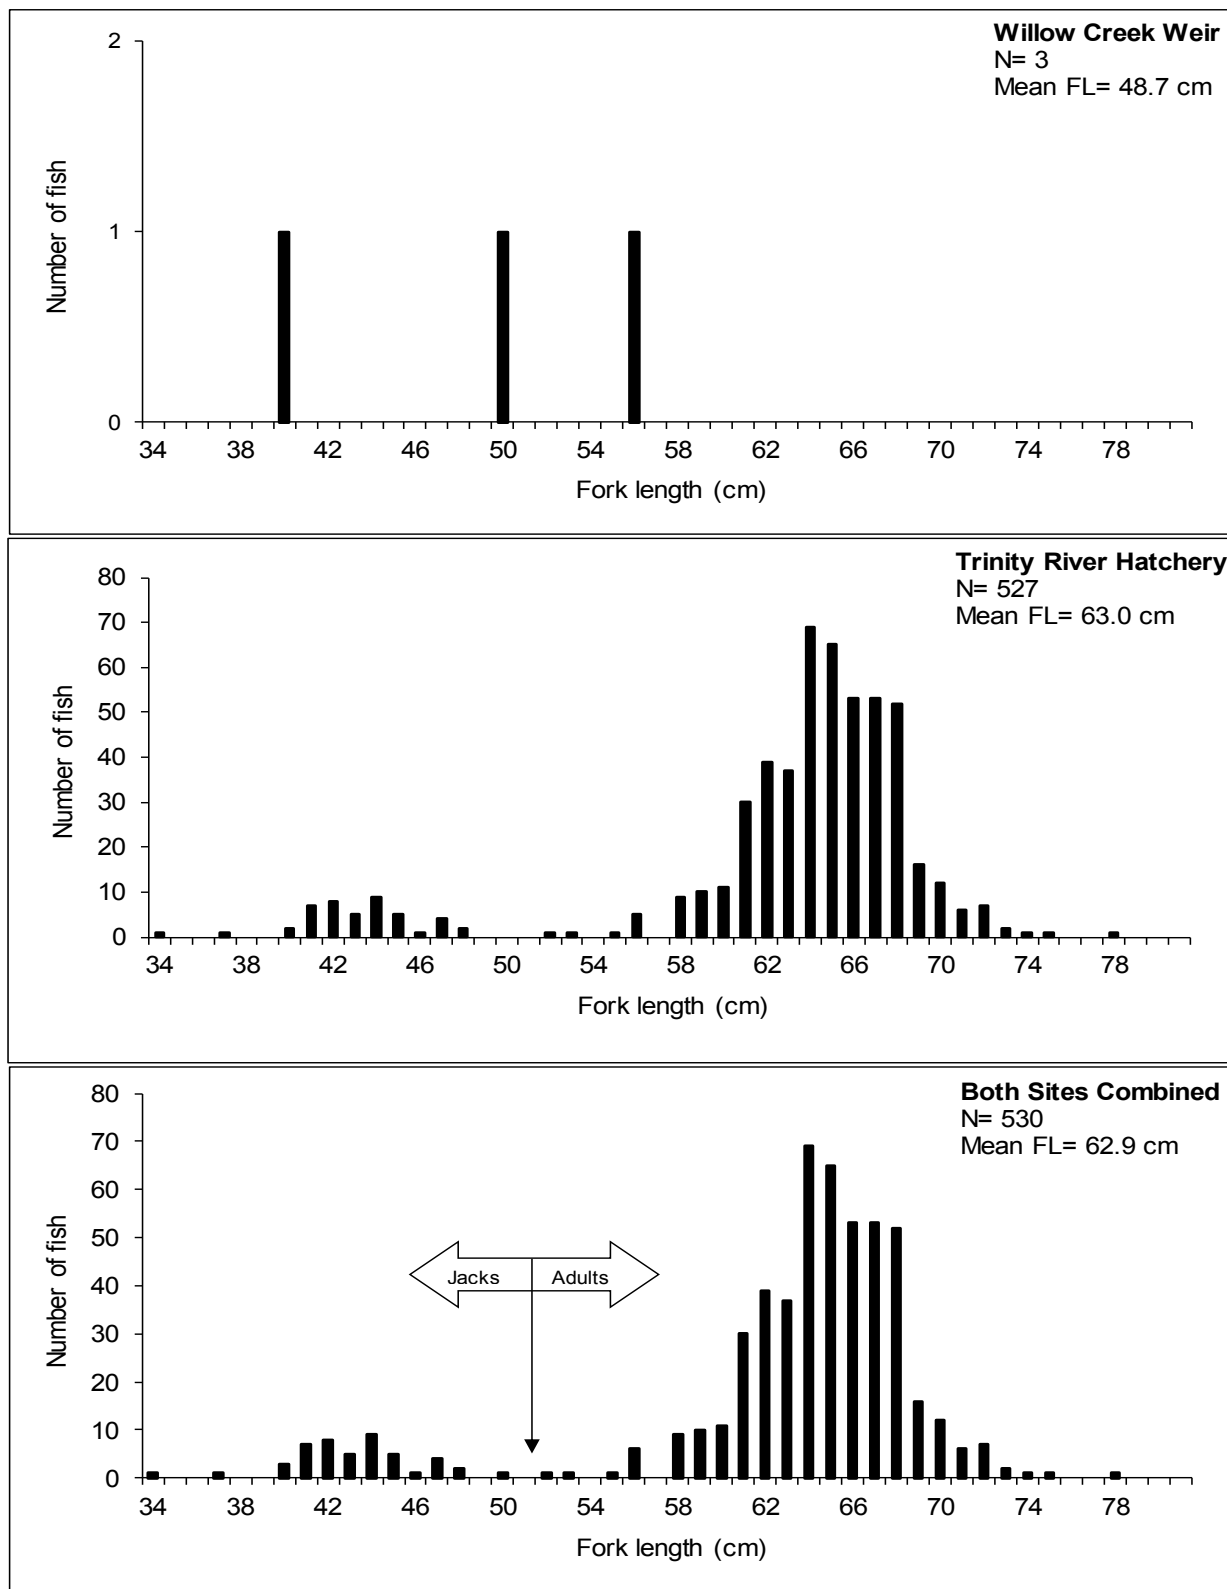 Willow Creek Weir
N= 3
Mean FL= 48.7 cm
2
1
0
Number of fish
34 38 42 46 50 54 58 62 66 70 74 78
Fork length (cm)
Trinity River Hatchery
N= 527
Mean FL= 63.0 cm
80
70
60
50
40
30
20
10
0
Number of fish
34 38 42 46 50 54 58 62 66 70 74 78
Fork length (cm)
Both Sites Combined
N= 530
Mean FL= 62.9 cm
80
70
60
50
40
30
20
10
0
Number of fish
Jacks Adults
34 38 42 46 50 54 58 62 66 70 74 78
Fork length (cm)